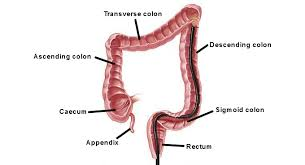 Transverse colon
Descending colon
Ascending colon
Caecum
Sigmoid colon
Appendix
Rectum